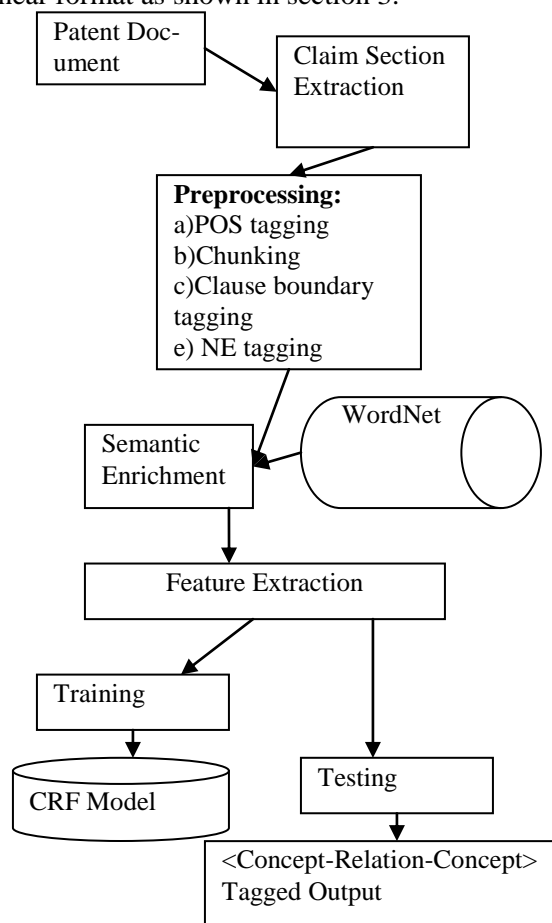 near format as shown in section 3.
Patent Doc-
ument
Claim Section
Extraction
Preprocessing:
a)POS tagging
b)Chunking
c)Clause boundary
tagging
e) NE tagging
WordNet
Semantic
Enrichment
Feature Extraction
Training
CRF Model
Testing
<Concept-Relation-Concept>
Tagged Output